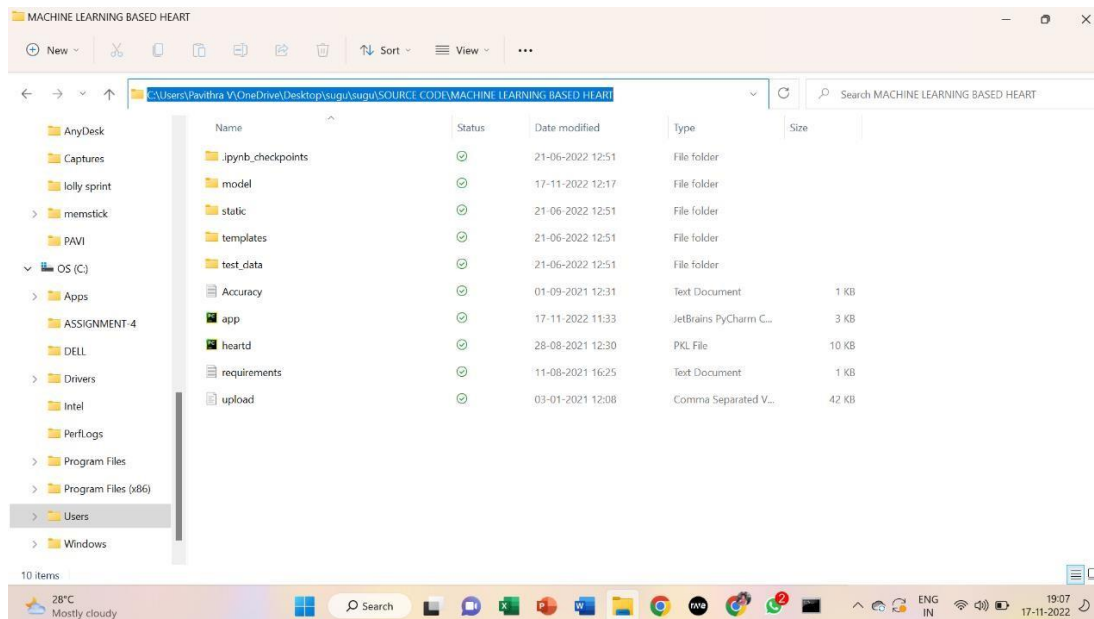 MACHINE LEARNING BASED HEART
New
Sort
View
C:\Users\Pavithra V\OneDrive\Desktop\sugu\sugu\SOURCE CODE\MACHINE LEARNING BASED HEART
Search MACHINE LEARNING BASED HEART
AnyDesk
Captures
lolly sprint
memstick
PAVI
OS (C:)
Apps
ASSIGNMENT-4
DELL
Drivers
Intel
PerfLogs
Program Files
Program Files (x86)
Users
Windows
Name Status Date modified Type Size
.ipynb_checkpoints 21-06-2022 12:51 File folder
model 17-11-2022 12:17 File folder
static 21-06-2022 12:51 File folder
templates 21-06-2022 12:51 File folder
test_data 21-06-2022 12:51 File folder
Accuracy 01-09-2021 12:31 Text Document 1 KB
app 17-11-2022 11:33 JetBrains PyCharm C... 3 KB
heartd 28-08-2021 12:30 PKL File 10 KB
requirements 11-08-2021 16:25 Text Document 1 KB
upload 03-01-2021 12:08 Comma Separated V... 42 KB
10 items
28°C
Mostly cloudy
Search
2
ENG
IN
19:07
17-11-2022